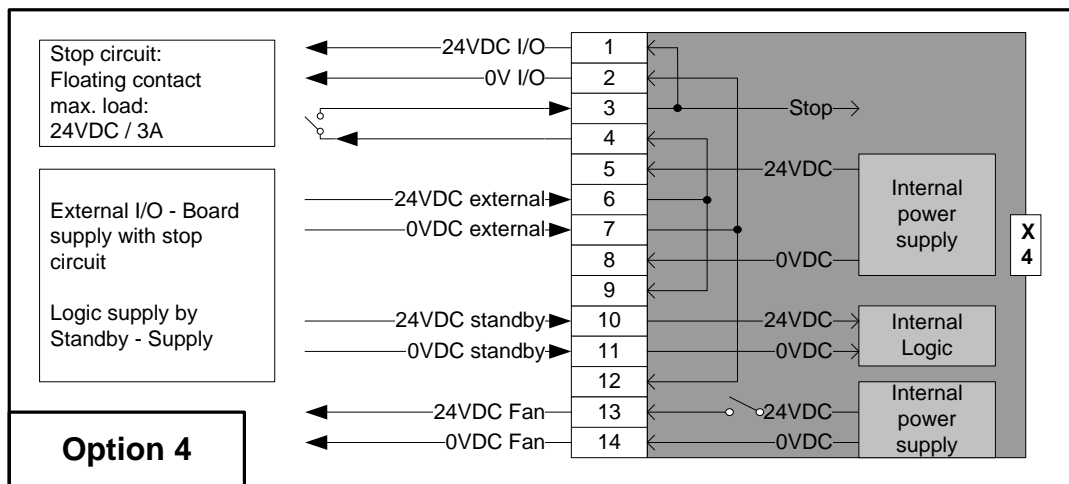 Stop circuit:
Floating contact
max. load:
24VDC / 3A
External I/O - Board
supply with stop
circuit
Logic supply by
Standby - Supply
Option 4
24VDC I/O
0V I/O
24VDC external
0VDC external
24VDC standby
0VDC standby
24VDC Fan
0VDC Fan
1
2
3
4
5
6
7
8
9
10
11
12
13
14
Stop
24VDC
0VDC
24VDC
0VDC
24VDC
0VDC
Internal
power
supply
Internal
Logic
Internal
power
supply
X
4